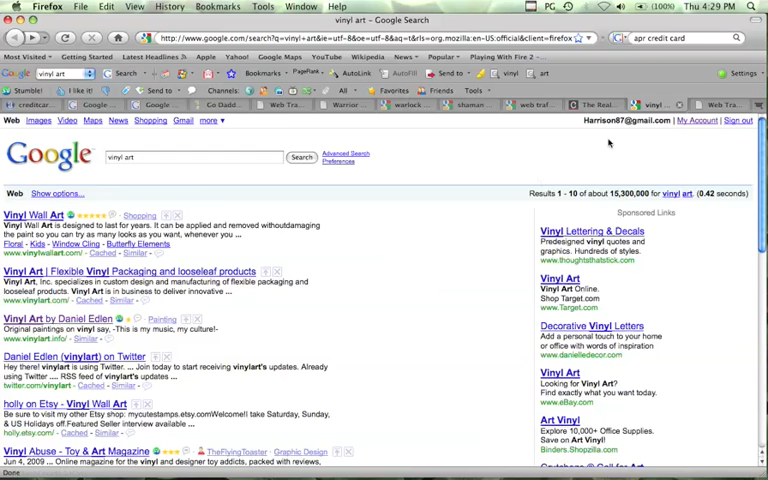 Firefox File Edit View History Bookmarks Tools Window Help PG (100%) Thu 4:29 PM
vinyl art - Google Search
http://www.google.com/search?q=vinyl+art&ie=utf-8&oe=utf-8&aq=t&rls=org.mozilla:en-US:official&client=firefox apr credit card
Most Visited Getting Started Latest Headlines Apple Yahoo! Google Maps YouTube Wikipedia News Popular Playing With Fire 2 –...
vinyl art Search Bookmarks PageRank AutoLink AutoFill Send to vinyl art Settings
Stumble! I like it! Send to Channels: All Favorites Friends Tools
creditcar... Google ... Google ... Go Dadd... Web Tra... Warrior ... warlock ... shaman ... web traf... The Real... vinyl ... Web Tra...
Web Images Video Maps News Shopping Gmail more Harrison87@gmail.com | My Account | Sign out
Google vinyl art Search Advanced Search
Preferences
Web Show options... Results 1 - 10 of about 15,300,000 for vinyl art. (0.42 seconds)
Vinyl Wall Art Shopping
Vinyl Wall Art is designed to last for years. It can be applied and removed withoutdamaging
the paint so you can try as many looks as you want, whenever you ...
Floral - Kids - Window Cling - Butterfly Elements
www.vinylwallart.com/ - Cached - Similar
Vinyl Art | Flexible Vinyl Packaging and looseleaf products
Vinyl Art, Inc. specializes in custom design and manufacturing of flexible packaging and
looseleaf products. Vinyl Art is in business to deliver innovative ...
www.vinylart.com/ - Cached - Similar
Vinyl Art by Daniel Edlen Painting
Original paintings on vinyl say, -This is my music, my culture!-
www.vinylart.info/ - Similar
Daniel Edlen (vinylart) on Twitter
Hey there! vinylart is using Twitter. ... Join today to start receiving vinylart's updates. Already
using Twitter ... RSS feed of vinylart's updates ...
twitter.com/vinylart - Cached - Similar
holly on Etsy - Vinyl Wall Art
Be sure to visit my other Etsy shop: mycutestamps.etsy.comWelcome! take Saturday, Sunday,
& US Holidays off.Featured Seller interview available ...
holly.etsy.com/ - Cached - Similar
Vinyl Abuse - Toy & Art Magazine TheFlyingToaster - Graphic Design
Jun 4, 2009 ... Online magazine for the vinyl and designer toy addicts, packed with reviews,
Sponsored Links
Vinyl Lettering & Decals
Predesigned vinyl quotes and
graphics. Hundreds of styles.
www.thoughtsthatstick.com
Vinyl Art
Vinyl Art Online.
Shop Target.com
www.Target.com
Decorative Vinyl Letters
Add a personal touch to your home
or office with words of inspiration
www.danielledecor.com
Vinyl Art
Looking for Vinyl Art?
Find exactly what you want today.
www.eBay.com
Art Vinyl
Explore 10,000+ Office Supplies.
Save on Art Vinyl!
Binders.Shopzilla.com
Done